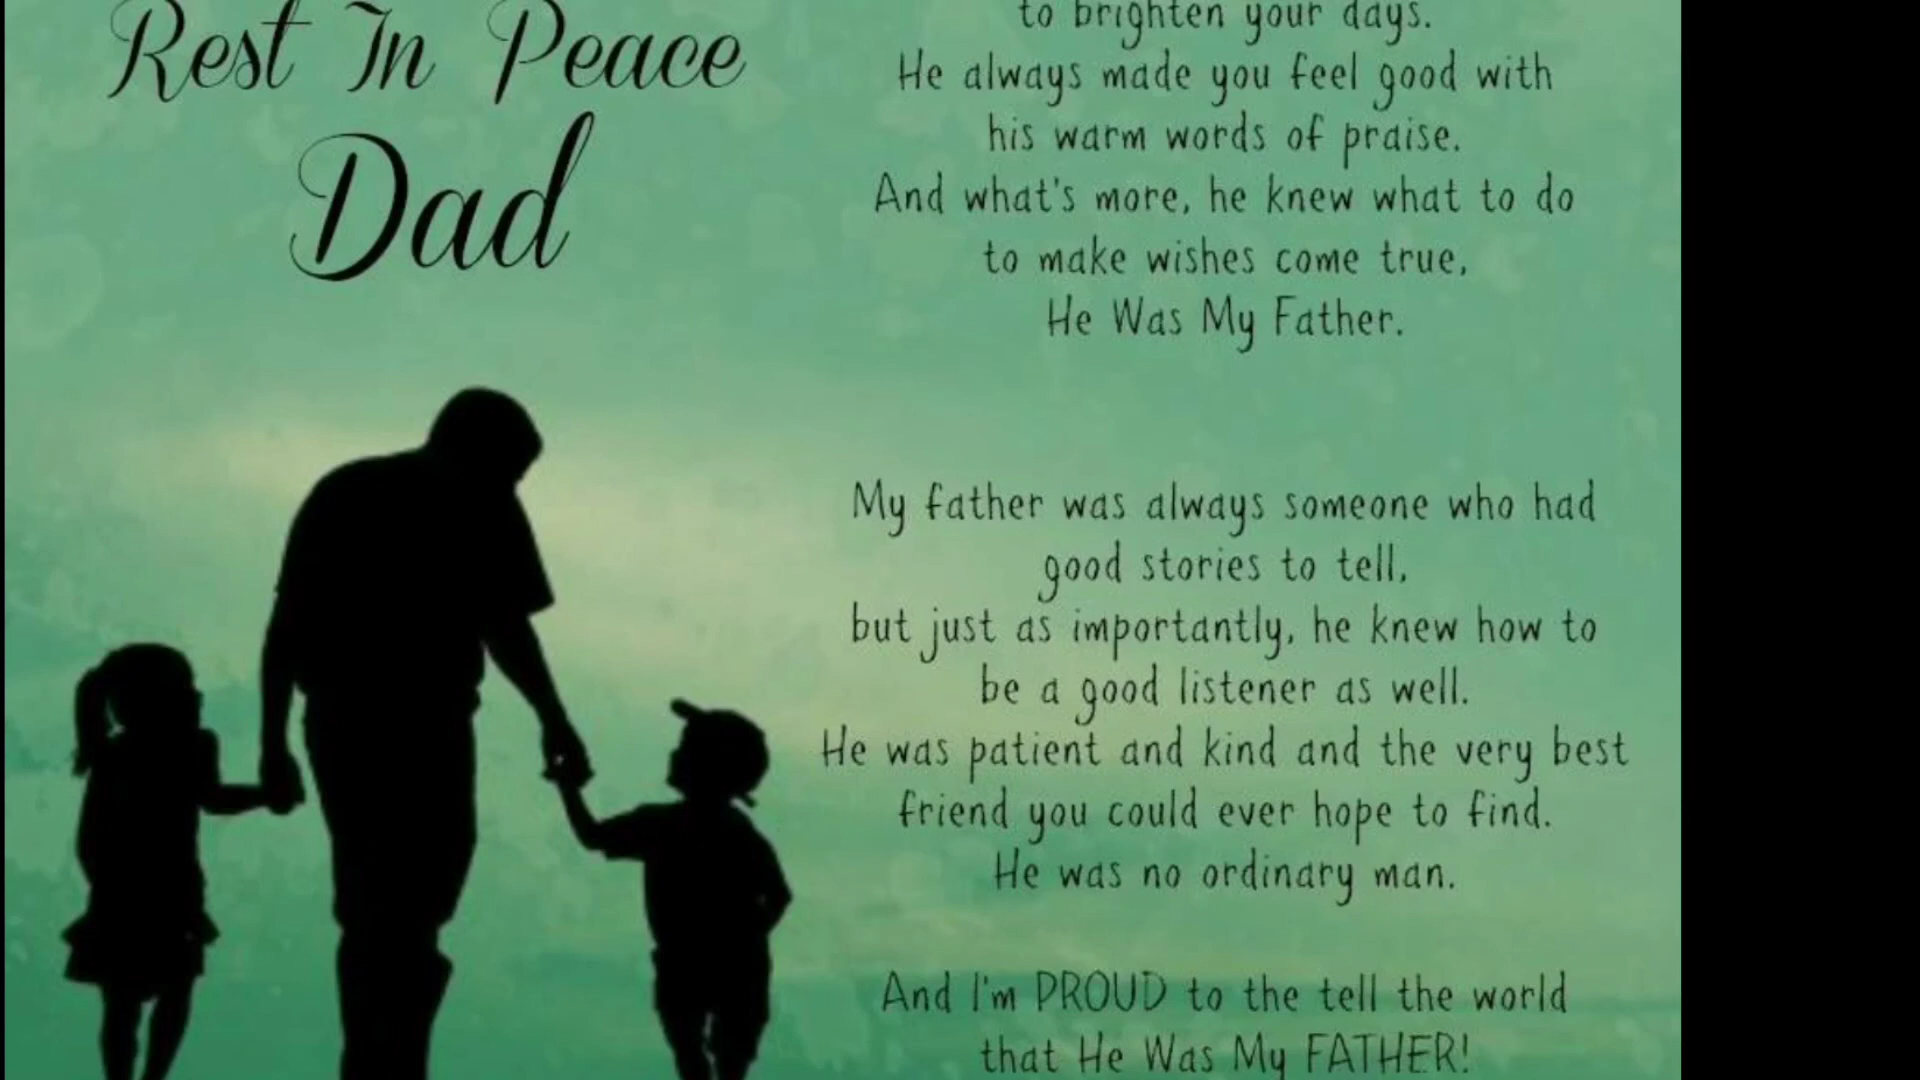 Rest In Peace
Dad
to brighten your days.
He always made you feel good with
his warm words of praise.
And what's more, he knew what to do
to make wishes come true,
He Was My Father.
My father was always someone who had
good stories to tell,
but just as importantly, he knew how to
be a good listener as well.
He was patient and kind and the very best
friend you could ever hope to find.
He was no ordinary man.
And I'm PROUD to the tell the world
that He Was My FATHER!